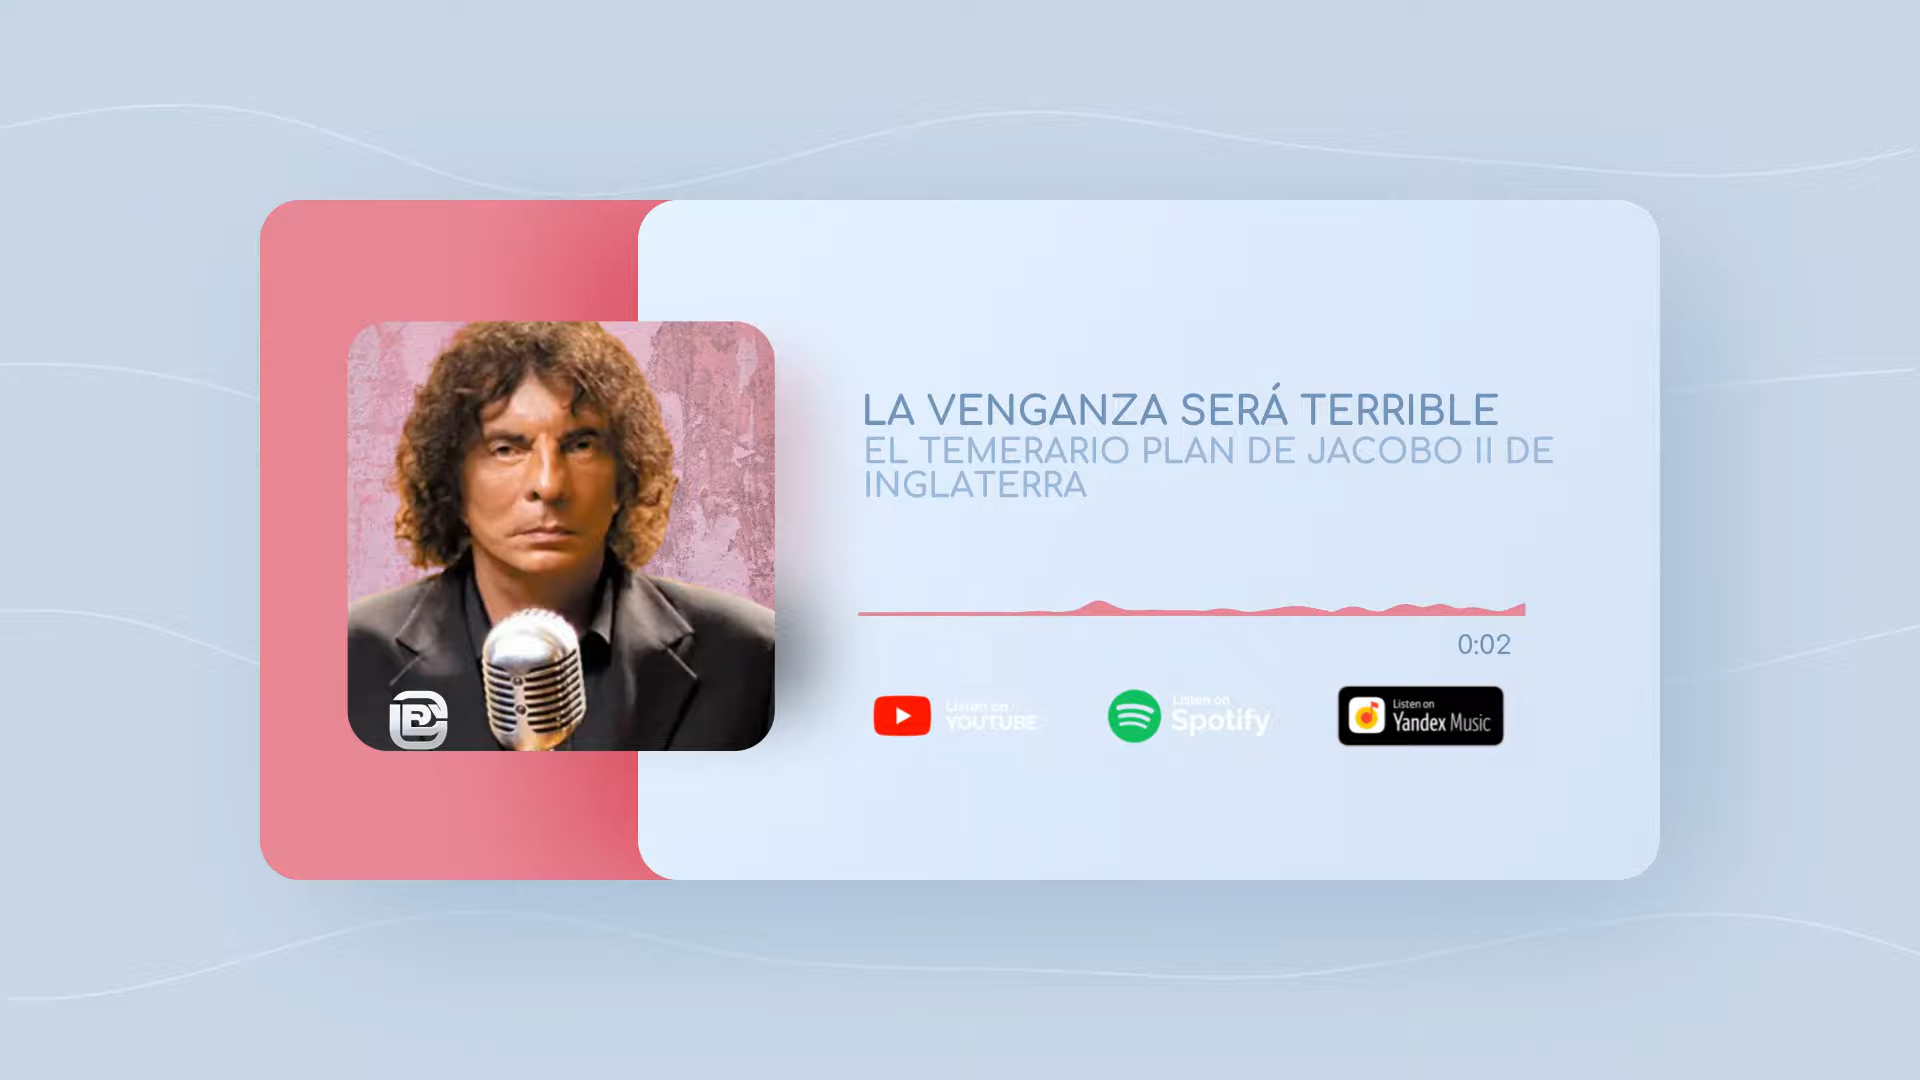 LA VENGANZA SERÁ TERRIBLE
EL TEMERARIO PLAN DE JACOBO II DE
INGLATERRA
0:02
Listen on
YOUTUBE
Listen on
Spotify
Listen on
Yandex Music